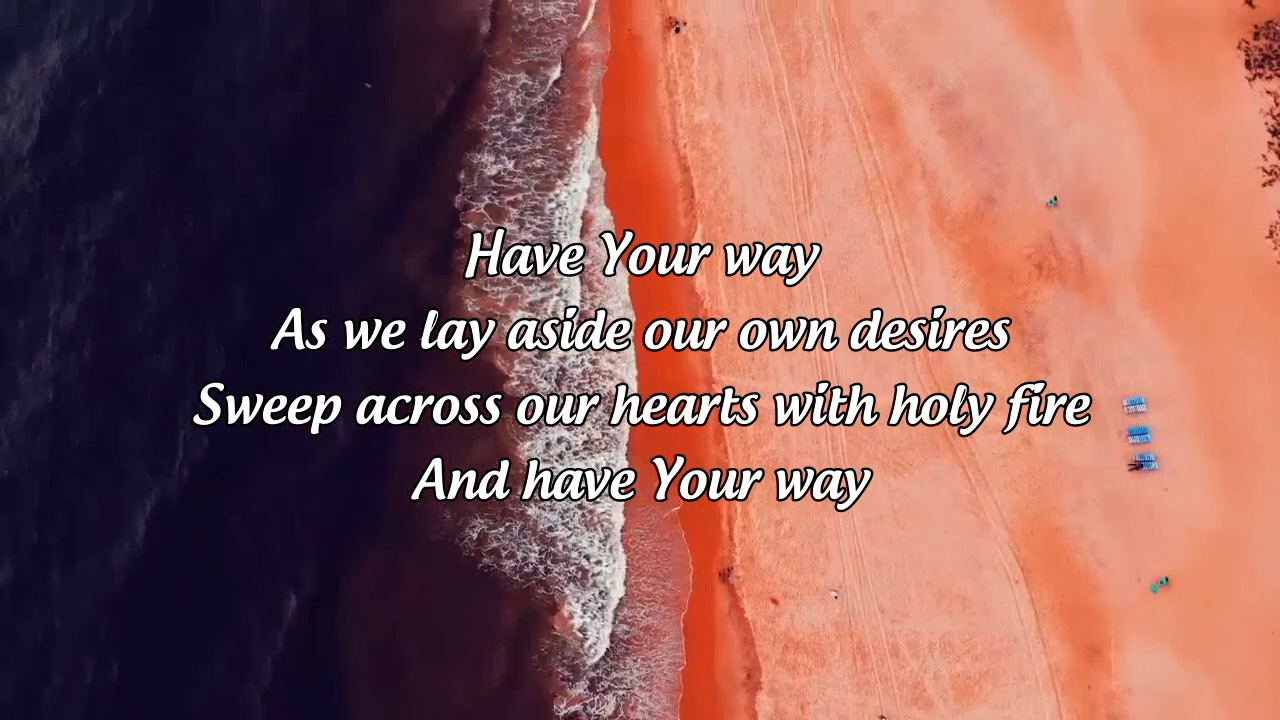 Have Your way
As we lay aside our own desires
Sweep across our hearts with holy fire
And have Your way